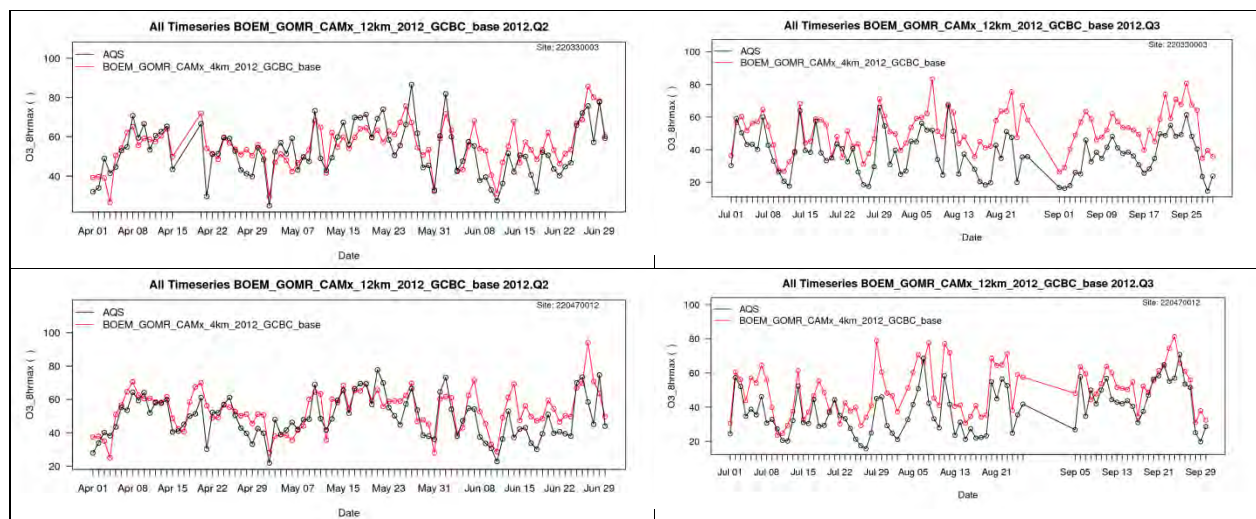 All Timeseries BOEM_GOMR_CAMx_12km_2012_GCBC_base 2012.Q2
Site: 220330003
AQS
BOEM_GOMR_CAMx_4km_2012_GCBC_base
O3_8hrmax ( )
100
80
60
40
Apr 01 Apr 08 Apr 15 Apr 22 Apr 29 May 07 May 15 May 23 May 31 Jun 08 Jun 15 Jun 22 Jun 29
Date
All Timeseries BOEM_GOMR_CAMx_12km_2012_GCBC_base 2012.Q3
Site: 220330003
AQS
BOEM_GOMR_CAMx_4km_2012_GCBC_base
O3_8hrmax ( )
100
80
60
40
20
Jul 01 Jul 08 Jul 15 Jul 22 Jul 29 Aug 05 Aug 13 Aug 21 Sep 01 Sep 09 Sep 17 Sep 25
Date
All Timeseries BOEM_GOMR_CAMx_12km_2012_GCBC_base 2012.Q2
Site: 220470012
AQS
BOEM_GOMR_CAMx_4km_2012_GCBC_base
O3_8hrmax ( )
100
80
60
40
20
Apr 01 Apr 08 Apr 15 Apr 22 Apr 29 May 07 May 15 May 23 May 31 Jun 08 Jun 15 Jun 22 Jun 29
Date
All Timeseries BOEM_GOMR_CAMx_12km_2012_GCBC_base 2012.Q3
Site: 220470012
AQS
BOEM_GOMR_CAMx_4km_2012_GCBC_base
O3_8hrmax ( )
100
80
60
40
20
Jul 01 Jul 08 Jul 15 Jul 22 Jul 29 Aug 05 Aug 13 Aug 21 Sep 05 Sep 13 Sep 21 Sep 29
Date